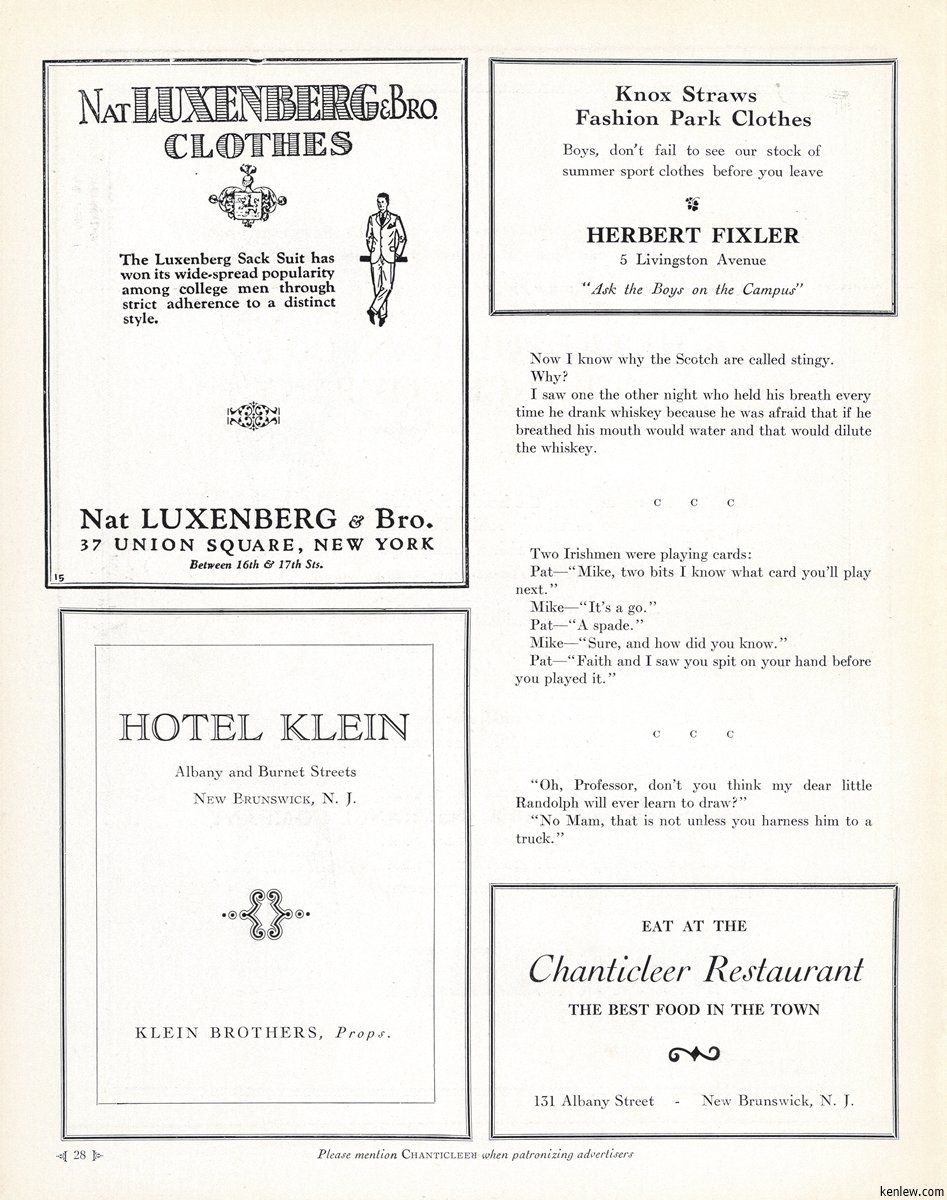 NAT LUXENBERG & BRO.
CLOTHES
The Luxenberg Sack Suit has
won its wide-spread popularity
among college men through
strict adherence to a distinct
style.
Nat LUXENBERG & Bro.
37 UNION SQUARE, NEW YORK
Between 16th & 17th Sts.
15
HOTEL KLEIN
Albany and Burnet Streets
NEW BRUNSWICK, N. J.
KLEIN BROTHERS, Props.
Knox Straws
Fashion Park Clothes
Boys, don't fail to see our stock of
summer sport clothes before you leave
HERBERT FIXLER
5 Livingston Avenue
"Ask the Boys on the Campus"
Now I know why the Scotch are called stingy.
Why?
I saw one the other night who held his breath every
time he drank whiskey because he was afraid that if he
breathed his mouth would water and that would dilute
the whiskey.
C C C
Two Irishmen were playing cards:
Pat—"Mike, two bits I know what card you'll play
next."
Mike—"It's a go."
Pat—"A spade."
Mike—"Sure, and how did you know."
Pat—"Faith and I saw you spit on your hand before
you played it."
C C C
"Oh, Professor, don't you think my dear little
Randolph will ever learn to draw?"
"No Mam, that is not unless you harness him to a
truck."
EAT AT THE
Chanticleer Restaurant
THE BEST FOOD IN THE TOWN
131 Albany Street - New Brunswick, N. J.
28
Please mention CHANTICLEER when patronizing advertisers
kenlew.com